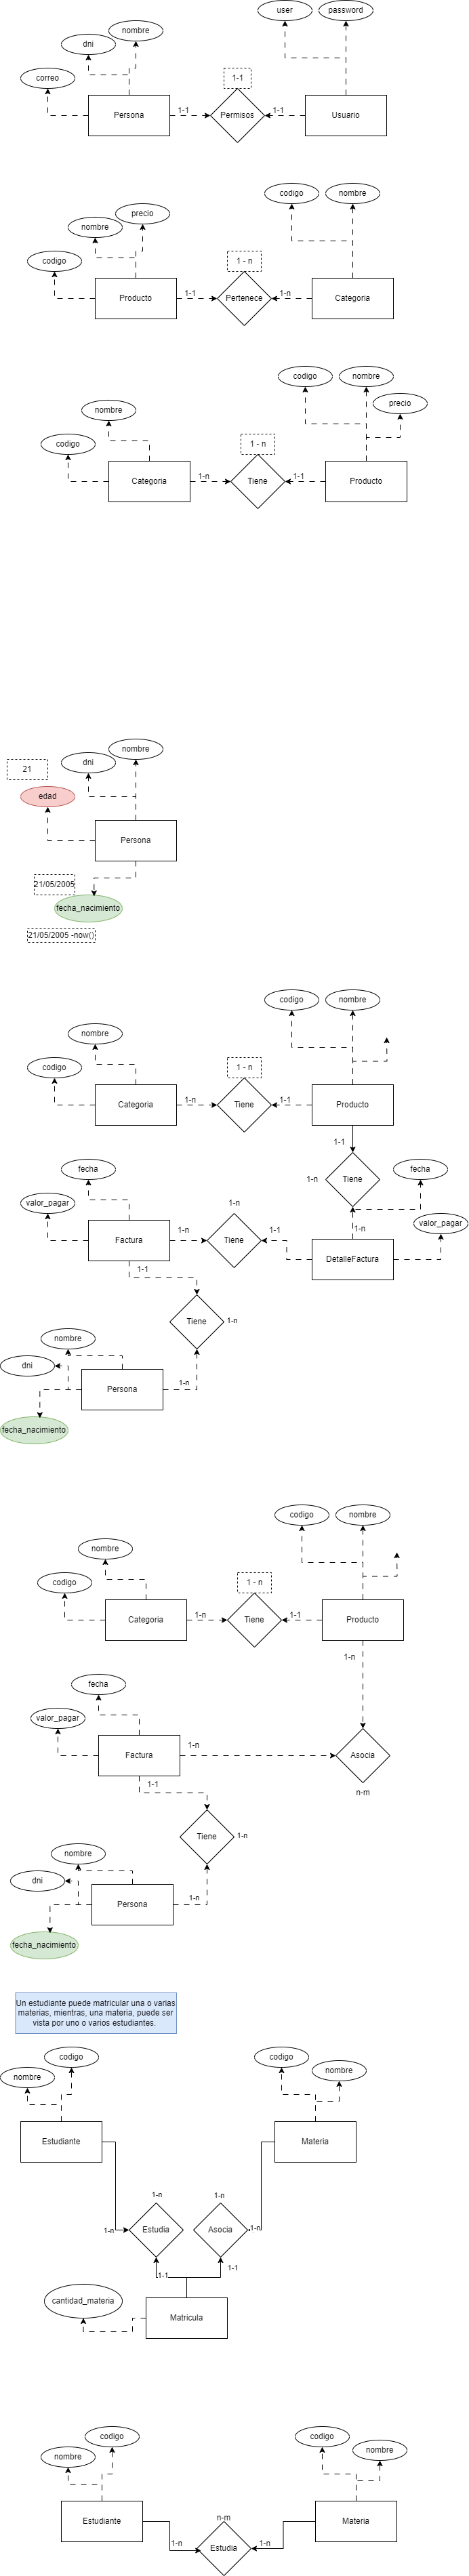 user
password
nombre
dni
correo
1-1
Persona
1-1
Permisos
1-1
Usuario
codigo
nombre
precio
nombre
codigo
1 - n
Producto
1-1
Pertenece
1-n
Categoria
codigo
nombre
precio
nombre
codigo
1 - n
Categoria
1-n
Tiene
1-1
Producto
nombre
dni
21
edad
Persona
21/05/2005
fecha_nacimiento
21/05/2005 -now()
codigo
nombre
nombre
codigo
1 - n
Categoria
1-n
Tiene
1-1
Producto
1-1
fecha
1-n
Tiene
fecha
valor_pagar
1-n
valor_pagar
Factura
1-n
Tiene
1-1
1-n
DetalleFactura
1-1
Tiene
1-n
nombre
dni
Persona
1-n
fecha_nacimiento
codigo
nombre
nombre
codigo
1 - n
Categoria
1-n
Tiene
1-1
Producto
1-n
fecha
valor_pagar
Factura
1-n
Asocia
1-1
n-m
Tiene
1-n
nombre
dni
Persona
1-n
fecha_nacimiento
Un estudiante puede matricular una o varias
materias, mientras, una materia, puede ser
vista por uno o varios estudiantes.
codigo
nombre
codigo
nombre
Estudiante
Materia
1-n
1-n
1-n
Estudia
Asocia
1-n
1-1
1-1
cantidad_materia
Matricula
codigo
nombre
codigo
nombre
Estudiante
n-m
Materia
1-n
Estudia
1-n